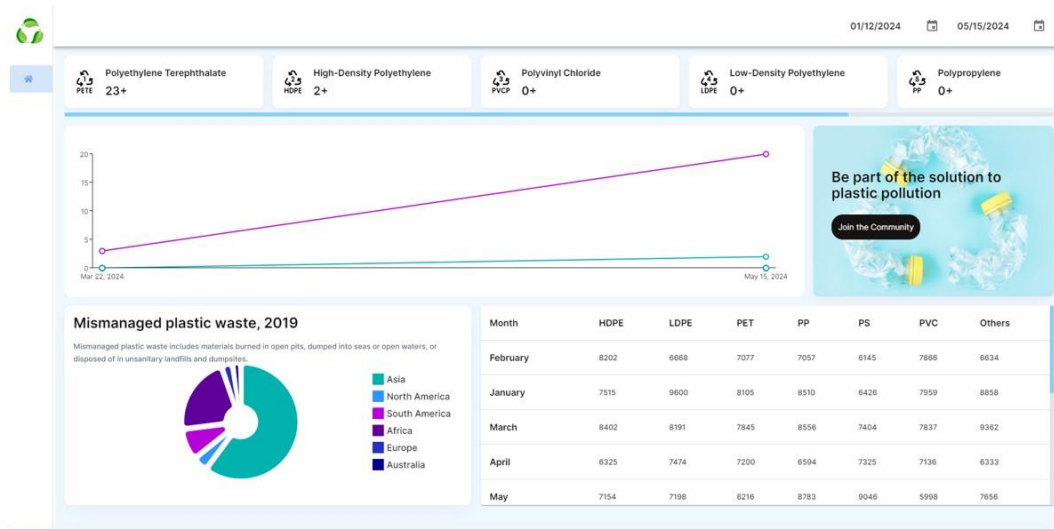 01/12/2024 05/15/2024
1 PETE Polyethylene Terephthalate 23+
2 HDPE High-Density Polyethylene 2+
3 PVCP Polyvinyl Chloride 0+
4 LDPE Low-Density Polyethylene 0+
5 PP Polypropylene 0+
20
15
10
5
0
Mar 22, 2024 May 15, 2024
Be part of the solution to
plastic pollution
Join the Community
Mismanaged plastic waste, 2019
Mismanaged plastic waste includes materials burned in open pits, dumped into seas or open waters, or
disposed of in unsanitary landfills and dumpsites.
Asia
North America
South America
Africa
Europe
Australia
Month HDPE LDPE PET PP PS PVC Others
February 8202 6668 7077 7057 6145 7866 6634
January 7515 9600 8105 8510 6426 7959 8858
March 8402 8191 7845 8556 7404 7837 9362
April 6325 7474 7200 6594 7325 7136 6333
May 7154 7198 6216 8783 9046 5998 7656